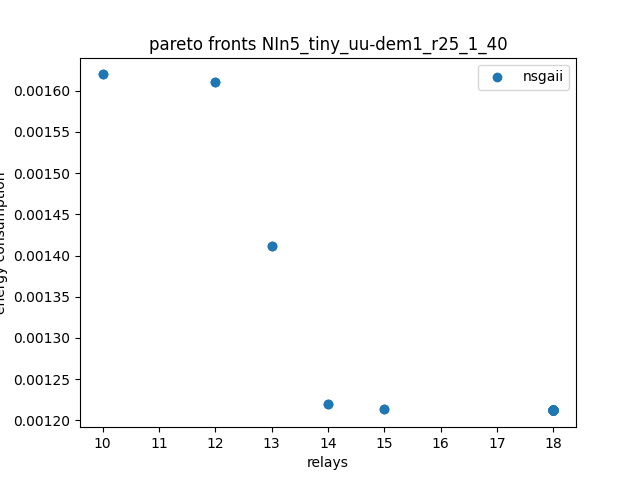 pareto fronts NIn5_tiny_uu-dem1_r25_1_40
nsgaii
0.00160
0.00155
0.00150
0.00145
0.00140
0.00135
0.00130
0.00125
0.00120
energy consumption
10 11 12 13 14 15 16 17 18
relays